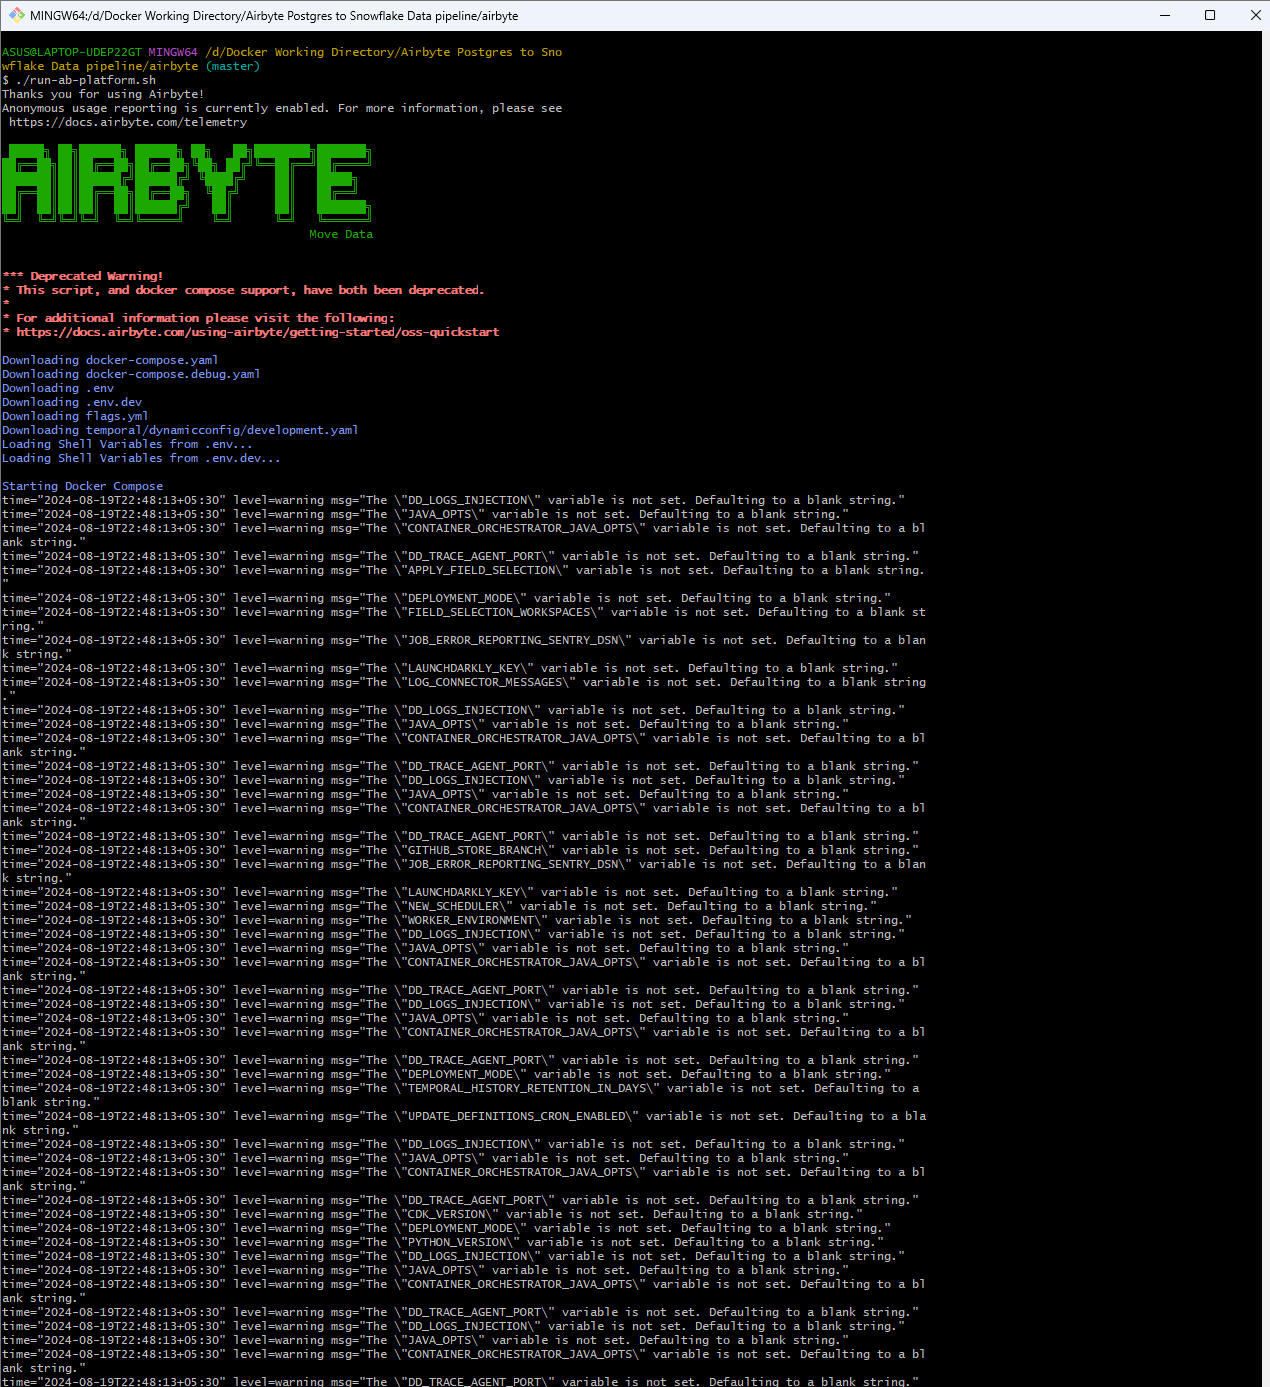 MINGW64:/d/Docker Working Directory/Airbyte Postgres to Snowflake Data pipeline/airbyte
ASUS@LAPTOP-UDEP22GT MINGW64 /d/Docker Working Directory/Airbyte Postgres to Sno
wflake Data pipeline/airbyte (master)
$ ./run-ab-platform.sh
Thanks you for using Airbyte!
Anonymous usage reporting is currently enabled. For more information, please see
 https://docs.airbyte.com/telemetry
AIRBYTE
Move Data
*** Deprecated Warning!
* This script, and docker compose support, have both been deprecated.
*
* For additional information please visit the following:
* https://docs.airbyte.com/using-airbyte/getting-started/oss-quickstart
Downloading docker-compose.yaml
Downloading docker-compose.debug.yaml
Downloading .env
Downloading .env.dev
Downloading flags.yml
Downloading temporal/dynamicconfig/development.yaml
Loading Shell Variables from .env...
Loading Shell Variables from .env.dev...
Starting Docker Compose
time="2024-08-19T22:48:13+05:30" level=warning msg="The \"DD_LOGS_INJECTION\" variable is not set. Defaulting to a blank string."
time="2024-08-19T22:48:13+05:30" level=warning msg="The \"JAVA_OPTS\" variable is not set. Defaulting to a blank string."
time="2024-08-19T22:48:13+05:30" level=warning msg="The \"CONTAINER_ORCHESTRATOR_JAVA_OPTS\" variable is not set. Defaulting to a bl
ank string."
time="2024-08-19T22:48:13+05:30" level=warning msg="The \"DD_TRACE_AGENT_PORT\" variable is not set. Defaulting to a blank string."
time="2024-08-19T22:48:13+05:30" level=warning msg="The \"APPLY_FIELD_SELECTION\" variable is not set. Defaulting to a blank string.
"
time="2024-08-19T22:48:13+05:30" level=warning msg="The \"DEPLOYMENT_MODE\" variable is not set. Defaulting to a blank string."
time="2024-08-19T22:48:13+05:30" level=warning msg="The \"FIELD_SELECTION_WORKSPACES\" variable is not set. Defaulting to a blank st
ring."
time="2024-08-19T22:48:13+05:30" level=warning msg="The \"JOB_ERROR_REPORTING_SENTRY_DSN\" variable is not set. Defaulting to a blan
k string."
time="2024-08-19T22:48:13+05:30" level=warning msg="The \"LAUNCHDARKLY_KEY\" variable is not set. Defaulting to a blank string."
time="2024-08-19T22:48:13+05:30" level=warning msg="The \"LOG_CONNECTOR_MESSAGES\" variable is not set. Defaulting to a blank string
."
time="2024-08-19T22:48:13+05:30" level=warning msg="The \"DD_LOGS_INJECTION\" variable is not set. Defaulting to a blank string."
time="2024-08-19T22:48:13+05:30" level=warning msg="The \"JAVA_OPTS\" variable is not set. Defaulting to a blank string."
time="2024-08-19T22:48:13+05:30" level=warning msg="The \"CONTAINER_ORCHESTRATOR_JAVA_OPTS\" variable is not set. Defaulting to a bl
ank string."
time="2024-08-19T22:48:13+05:30" level=warning msg="The \"DD_TRACE_AGENT_PORT\" variable is not set. Defaulting to a blank string."
time="2024-08-19T22:48:13+05:30" level=warning msg="The \"DD_LOGS_INJECTION\" variable is not set. Defaulting to a blank string."
time="2024-08-19T22:48:13+05:30" level=warning msg="The \"JAVA_OPTS\" variable is not set. Defaulting to a blank string."
time="2024-08-19T22:48:13+05:30" level=warning msg="The \"CONTAINER_ORCHESTRATOR_JAVA_OPTS\" variable is not set. Defaulting to a bl
ank string."
time="2024-08-19T22:48:13+05:30" level=warning msg="The \"DD_TRACE_AGENT_PORT\" variable is not set. Defaulting to a blank string."
time="2024-08-19T22:48:13+05:30" level=warning msg="The \"GITHUB_STORE_BRANCH\" variable is not set. Defaulting to a blank string."
time="2024-08-19T22:48:13+05:30" level=warning msg="The \"JOB_ERROR_REPORTING_SENTRY_DSN\" variable is not set. Defaulting to a blan
k string."
time="2024-08-19T22:48:13+05:30" level=warning msg="The \"LAUNCHDARKLY_KEY\" variable is not set. Defaulting to a blank string."
time="2024-08-19T22:48:13+05:30" level=warning msg="The \"NEW_SCHEDULER\" variable is not set. Defaulting to a blank string."
time="2024-08-19T22:48:13+05:30" level=warning msg="The \"WORKER_ENVIRONMENT\" variable is not set. Defaulting to a blank string."
time="2024-08-19T22:48:13+05:30" level=warning msg="The \"DD_LOGS_INJECTION\" variable is not set. Defaulting to a blank string."
time="2024-08-19T22:48:13+05:30" level=warning msg="The \"JAVA_OPTS\" variable is not set. Defaulting to a blank string."
time="2024-08-19T22:48:13+05:30" level=warning msg="The \"CONTAINER_ORCHESTRATOR_JAVA_OPTS\" variable is not set. Defaulting to a bl
ank string."
time="2024-08-19T22:48:13+05:30" level=warning msg="The \"DD_TRACE_AGENT_PORT\" variable is not set. Defaulting to a blank string."
time="2024-08-19T22:48:13+05:30" level=warning msg="The \"DD_LOGS_INJECTION\" variable is not set. Defaulting to a blank string."
time="2024-08-19T22:48:13+05:30" level=warning msg="The \"JAVA_OPTS\" variable is not set. Defaulting to a blank string."
time="2024-08-19T22:48:13+05:30" level=warning msg="The \"CONTAINER_ORCHESTRATOR_JAVA_OPTS\" variable is not set. Defaulting to a bl
ank string."
time="2024-08-19T22:48:13+05:30" level=warning msg="The \"DD_TRACE_AGENT_PORT\" variable is not set. Defaulting to a blank string."
time="2024-08-19T22:48:13+05:30" level=warning msg="The \"DEPLOYMENT_MODE\" variable is not set. Defaulting to a blank string."
time="2024-08-19T22:48:13+05:30" level=warning msg="The \"TEMPORAL_HISTORY_RETENTION_IN_DAYS\" variable is not set. Defaulting to a
blank string."
time="2024-08-19T22:48:13+05:30" level=warning msg="The \"UPDATE_DEFINITIONS_CRON_ENABLED\" variable is not set. Defaulting to a bla
nk string."
time="2024-08-19T22:48:13+05:30" level=warning msg="The \"DD_LOGS_INJECTION\" variable is not set. Defaulting to a blank string."
time="2024-08-19T22:48:13+05:30" level=warning msg="The \"JAVA_OPTS\" variable is not set. Defaulting to a blank string."
time="2024-08-19T22:48:13+05:30" level=warning msg="The \"CONTAINER_ORCHESTRATOR_JAVA_OPTS\" variable is not set. Defaulting to a bl
ank string."
time="2024-08-19T22:48:13+05:30" level=warning msg="The \"DD_TRACE_AGENT_PORT\" variable is not set. Defaulting to a blank string."
time="2024-08-19T22:48:13+05:30" level=warning msg="The \"CDK_VERSION\" variable is not set. Defaulting to a blank string."
time="2024-08-19T22:48:13+05:30" level=warning msg="The \"DEPLOYMENT_MODE\" variable is not set. Defaulting to a blank string."
time="2024-08-19T22:48:13+05:30" level=warning msg="The \"PYTHON_VERSION\" variable is not set. Defaulting to a blank string."
time="2024-08-19T22:48:13+05:30" level=warning msg="The \"DD_LOGS_INJECTION\" variable is not set. Defaulting to a blank string."
time="2024-08-19T22:48:13+05:30" level=warning msg="The \"JAVA_OPTS\" variable is not set. Defaulting to a blank string."
time="2024-08-19T22:48:13+05:30" level=warning msg="The \"CONTAINER_ORCHESTRATOR_JAVA_OPTS\" variable is not set. Defaulting to a bl
ank string."
time="2024-08-19T22:48:13+05:30" level=warning msg="The \"DD_TRACE_AGENT_PORT\" variable is not set. Defaulting to a blank string."
time="2024-08-19T22:48:13+05:30" level=warning msg="The \"DD_LOGS_INJECTION\" variable is not set. Defaulting to a blank string."
time="2024-08-19T22:48:13+05:30" level=warning msg="The \"JAVA_OPTS\" variable is not set. Defaulting to a blank string."
time="2024-08-19T22:48:13+05:30" level=warning msg="The \"CONTAINER_ORCHESTRATOR_JAVA_OPTS\" variable is not set. Defaulting to a bl
ank string."
time="2024-08-19T22:48:13+05:30" level=warning msg="The \"DD_TRACE_AGENT_PORT\" variable is not set. Defaulting to a blank string."